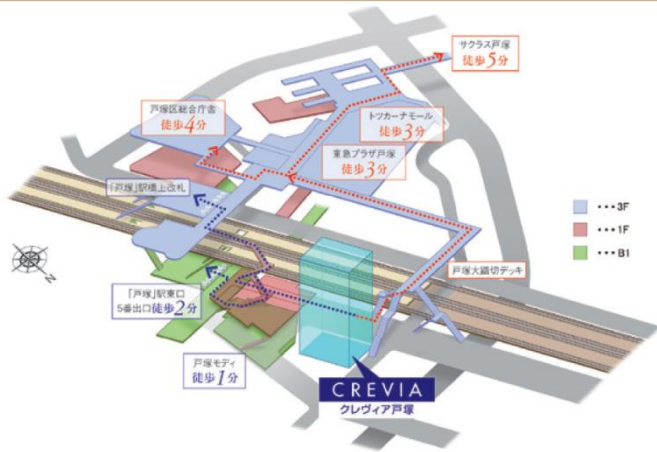 サクラス戸塚
徒歩5分
戸塚区総合庁舎
徒歩4分
トツカーナモール
徒歩3分
東急プラザ戸塚
徒歩3分
「戸塚」駅橋上改札
・・・3F
・・・1F
・・・B1
N
戸塚大踏切デッキ
「戸塚」駅東口
5番出口徒歩2分
戸塚モディ
徒歩1分
CREVIA
クレヴィア戸塚